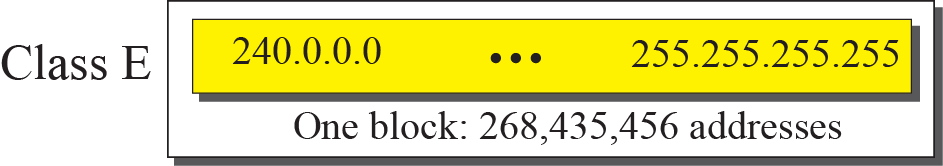 Class E
240.0.0.0 ••• 255.255.255.255
One block: 268,435,456 addresses